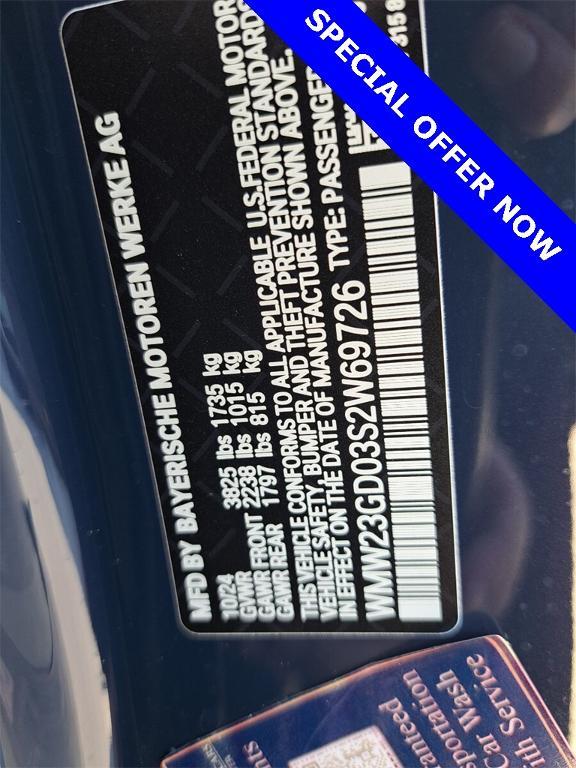 SPECIAL OFFER NOW
MFD BY BAYERISCHE MOTOREN WERKE AG
10/24
GVWR 3825 lbs 1735 kg
GAWR FRONT 2238 lbs 1015 kg
GAWR REAR 1797 lbs 815 kg
THIS VEHICLE CONFORMS TO ALL APPLICABLE U.S. FEDERAL MOTOR
VEHICLE SAFETY, BUMPER AND THEFT PREVENTION STANDARDS
IN EFFECT ON THE DATE OF MANUFACTURE SHOWN ABOVE.
WMW23GD03S2W69726 TYPE: PASSENGER
Car Wash
Service